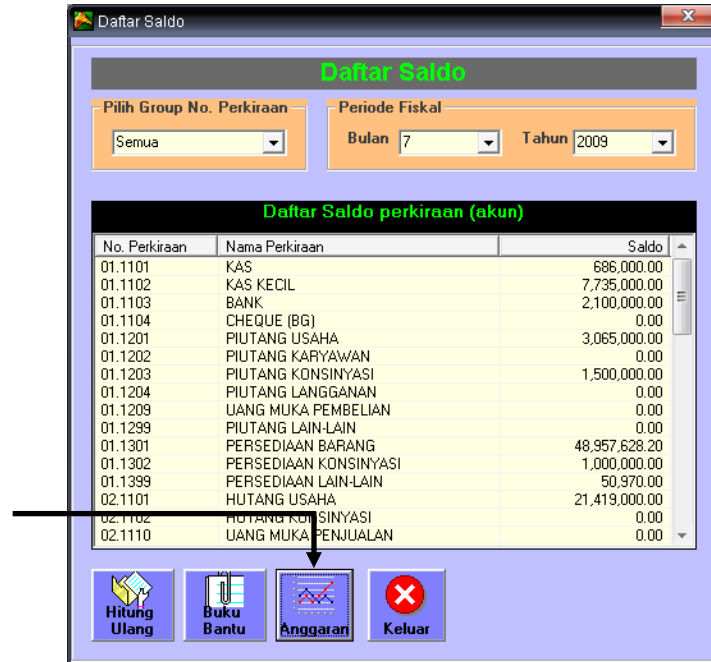 Daftar Saldo
Daftar Saldo
Pilih Group No. Perkiraan
Semua
Periode Fiskal
Bulan 7 Tahun 2009
Daftar Saldo perkiraan (akun)
No. Perkiraan Nama Perkiraan Saldo
01.1101 KAS 686,000.00
01.1102 KAS KECIL 7,735,000.00
01.1103 BANK 2,100,000.00
01.1104 CHEQUE (BG) 0.00
01.1201 PIUTANG USAHA 3,065,000.00
01.1202 PIUTANG KARYAWAN 0.00
01.1203 PIUTANG KONSINYASI 1,500,000.00
01.1204 PIUTANG LANGGANAN 0.00
01.1209 UANG MUKA PEMBELIAN 0.00
01.1299 PIUTANG LAIN-LAIN 0.00
01.1301 PERSEDIAAN BARANG 48,957,628.20
01.1302 PERSEDIAAN KONSINYASI 1,000,000.00
01.1399 PERSEDIAAN LAIN-LAIN 50,970.00
02.1101 HUTANG USAHA 21,419,000.00
02.1102 HUTANG KONSINYASI 0.00
02.1110 UANG MUKA PENJUALAN 0.00
Hitung Ulang
Buku Bantu
Anggaran
Keluar